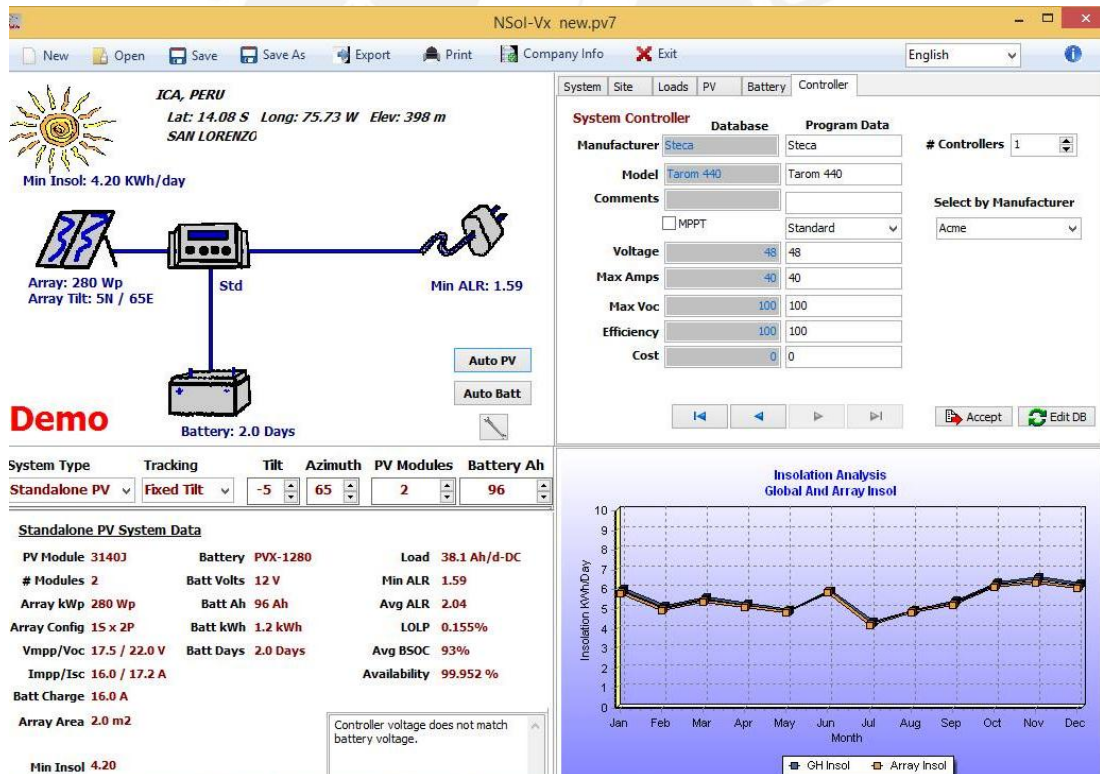 NSol-Vx new.pv7
New Open Save Save As Export Print Company Info Exit English
ICA, PERU
Lat: 14.08 S Long: 75.73 W Elev: 398 m
SAN LORENZO
Min Insol: 4.20 KWh/day
Array: 280 Wp
Array Tilt: 5N / 65E
Std
Min ALR: 1.59
Auto PV
Auto Batt
Demo
Battery: 2.0 Days
System Site Loads PV Battery Controller
System Controller
Database Program Data
Manufacturer Steca Steca
# Controllers 1
Model Tarom 440 Tarom 440
Comments
Select by Manufacturer
MPPT Standard
Acme
Voltage 48 48
Max Amps 40 40
Max Voc 100 100
Efficiency 100 100
Cost 0 0
Accept Edit DB
System Type Tracking Tilt Azimuth PV Modules Battery Ah
Standalone PV Fixed Tilt -5 65 2 96
Standalone PV System Data
PV Module 3140J Battery PVX-1280 Load 38.1 Ah/d-DC
# Modules 2 Batt Volts 12 V Min ALR 1.59
Array kWp 280 Wp Batt Ah 96 Ah Avg ALR 2.04
Array Config 1S x 2P Batt kWh 1.2 kWh LOLP 0.155%
Vmpp/Voc 17.5 / 22.0 V Batt Days 2.0 Days Avg BSOC 93%
Impp/Isc 16.0 / 17.2 A Availability 99.952 %
Batt Charge 16.0 A
Array Area 2.0 m2
Controller voltage does not match
battery voltage.
Min Insol 4.20
Insolation Analysis
Global And Array Insol
Insolation KWh/Day
10
9
8
7
6
5
4
3
2
1
0
Jan Feb Mar Apr May Jun Jul Aug Sep Oct Nov Dec
Month
GH Insol Array Insol